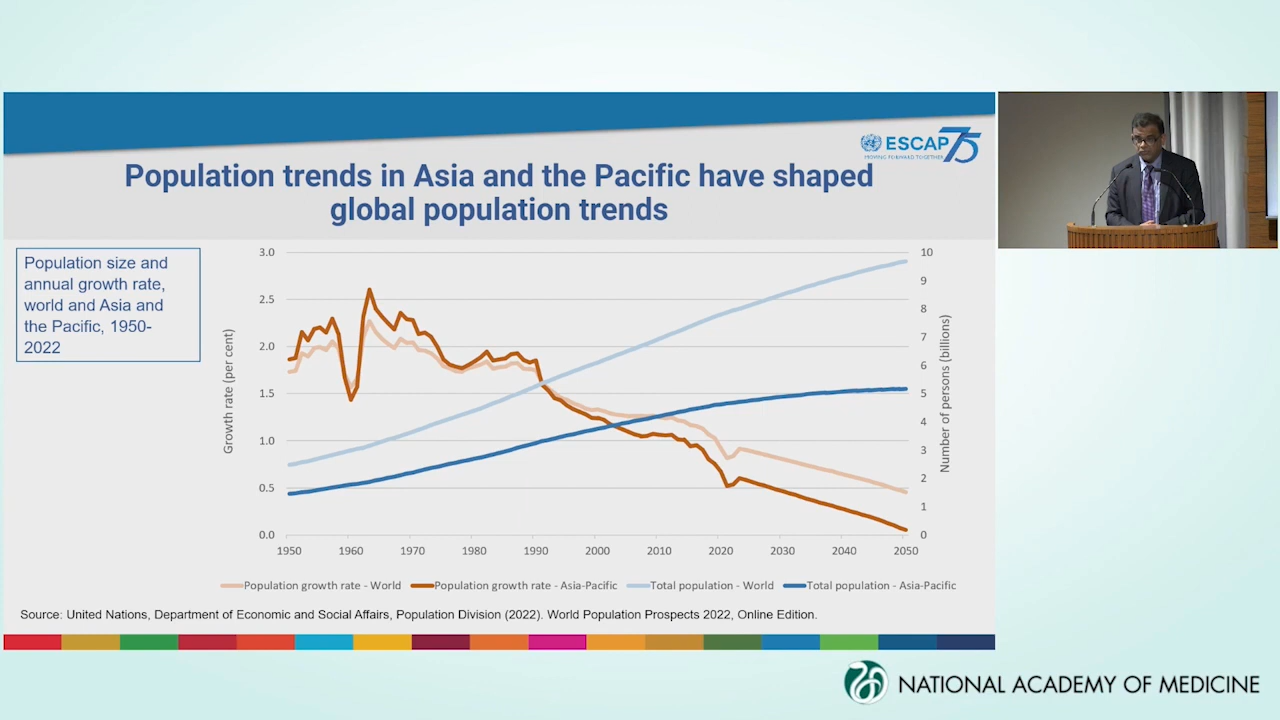 ESCAP 75
MOVING FORWARD TOGETHER
Population trends in Asia and the Pacific have shaped
global population trends
Population size and
annual growth rate,
world and Asia and
the Pacific, 1950-
2022
Growth rate (per cent)
3.0
2.5
2.0
1.5
1.0
0.5
0.0
10
9
8
7
6
5
4
3
2
1
0
Number of persons (billions)
1950 1960 1970 1980 1990 2000 2010 2020 2030 2040 2050
Population growth rate - World Population growth rate - Asia-Pacific Total population - World Total population - Asia-Pacific
Source: United Nations, Department of Economic and Social Affairs, Population Division (2022). World Population Prospects 2022, Online Edition.
NATIONAL ACADEMY OF MEDICINE